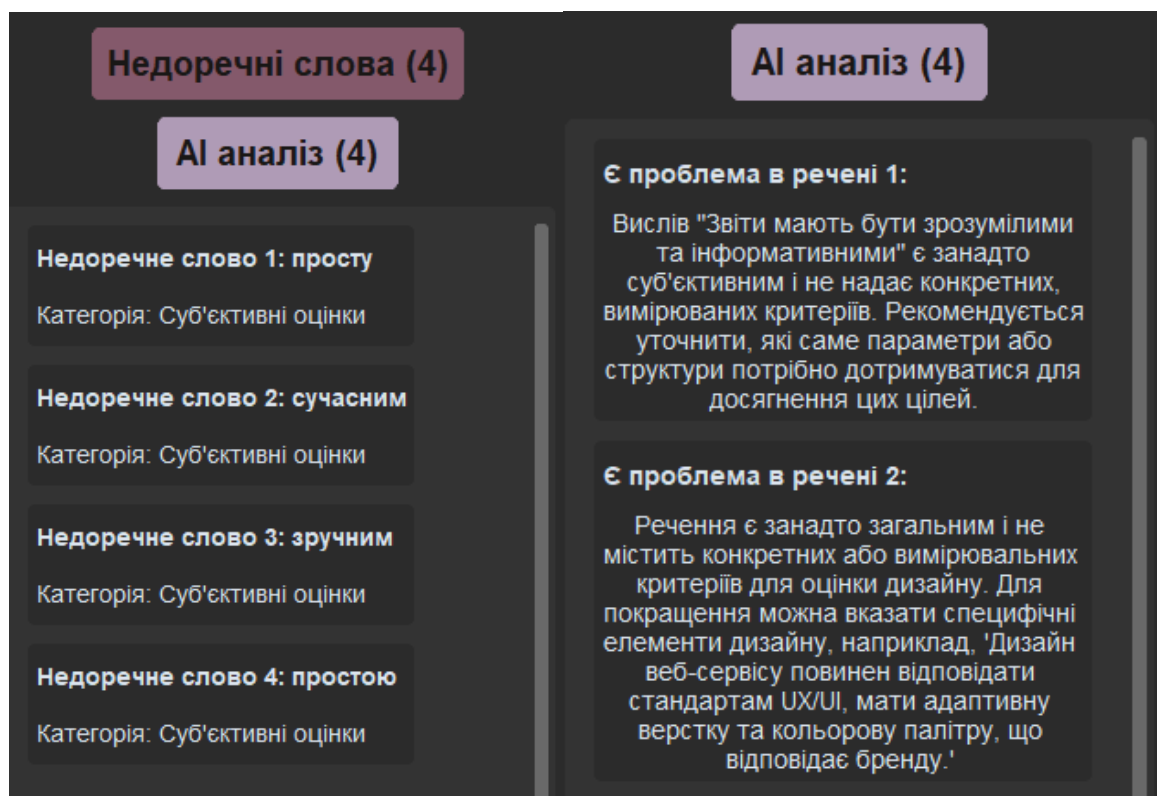 Недоречні слова (4)
AI аналіз (4)
Недоречне слово 1: просту
Категорія: Суб'єктивні оцінки
Недоречне слово 2: сучасним
Категорія: Суб'єктивні оцінки
Недоречне слово 3: зручним
Категорія: Суб'єктивні оцінки
Недоречне слово 4: простою
Категорія: Суб'єктивні оцінки
AI аналіз (4)
Є проблема в речені 1:
Вислів "Звіти мають бути зрозумілими
та інформативними" є занадто
суб'єктивним і не надає конкретних,
вимірюваних критеріїв. Рекомендується
уточнити, які саме параметри або
структури потрібно дотримуватися для
досягнення цих цілей.
Є проблема в речені 2:
Речення є занадто загальним і не
містить конкретних або вимірювальних
критеріїв для оцінки дизайну. Для
покращення можна вказати специфічні
елементи дизайну, наприклад, 'Дизайн
веб-сервісу повинен відповідати
стандартам UX/UI, мати адаптивну
верстку та кольорову палітру, що
відповідає бренду.'